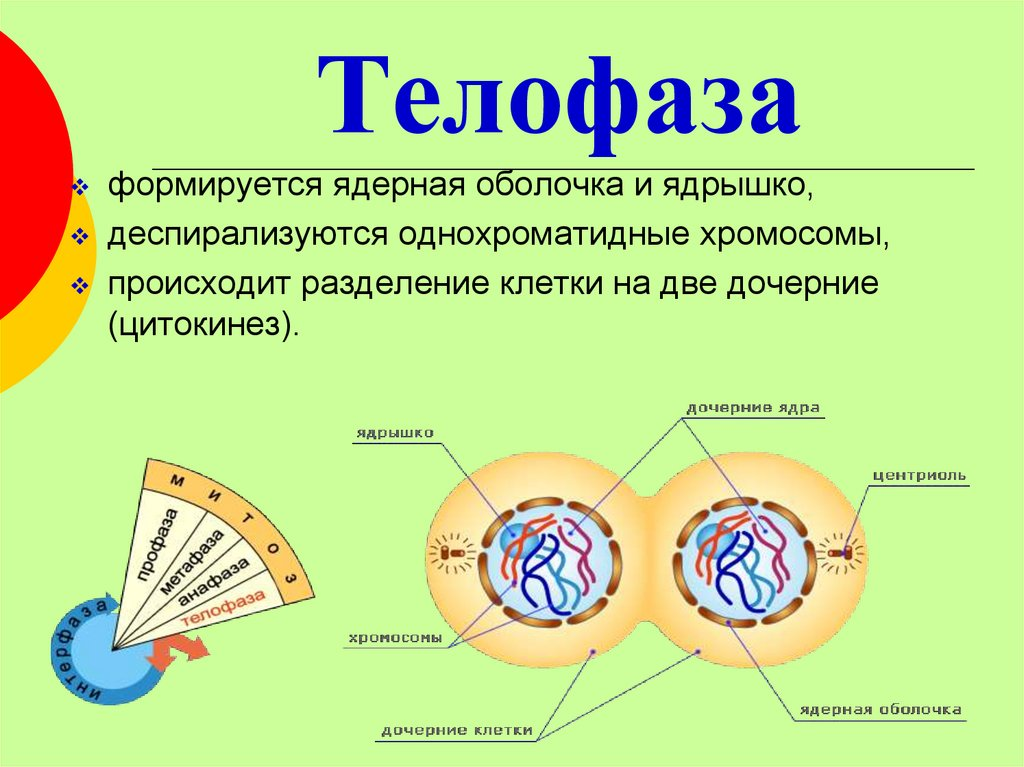 Телофаза
формируется ядерная оболочка и ядрышко,
деспирализуются однохроматидные хромосомы,
происходит разделение клетки на две дочерние
(цитокинез).
дочерние ядра
ядрышко
центриоль
митоз
профаза
метафаза
анафаза
телофаза
интерфаза
хромосомы
ядерная оболочка
дочерние клетки